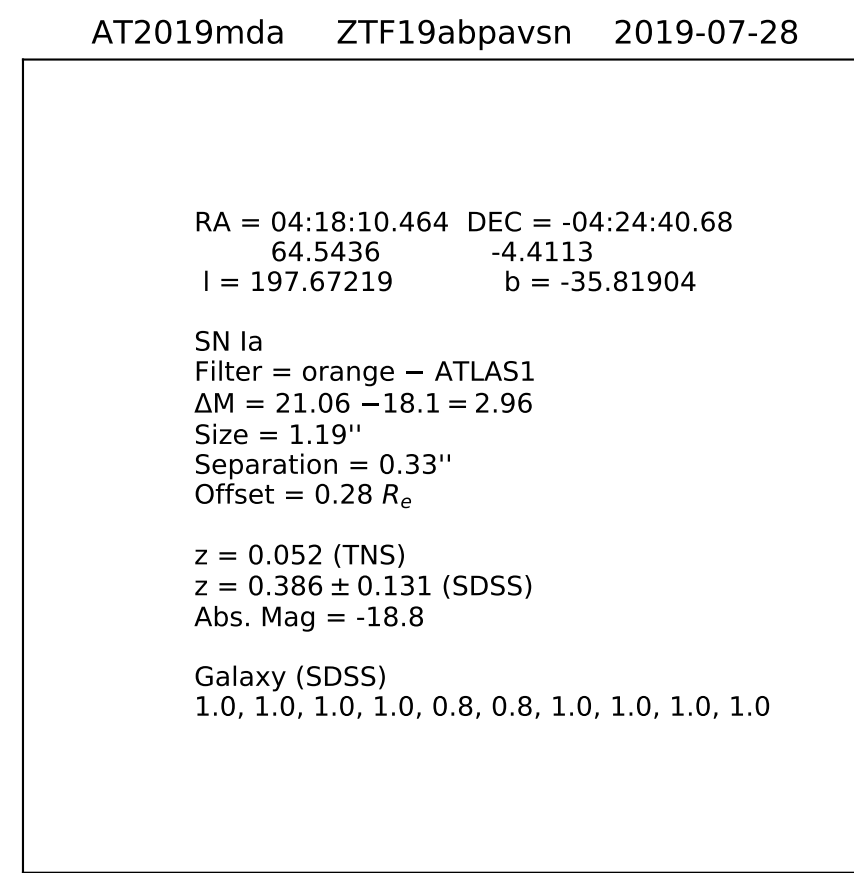 AT2019mda ZTF19abpavsn 2019-07-28
RA = 04:18:10.464 DEC = -04:24:40.68
64.5436 -4.4113
l = 197.67219 b = -35.81904
SN Ia
Filter = orange − ATLAS1
ΔM = 21.06 −18.1 = 2.96
Size = 1.19''
Separation = 0.33''
Offset = 0.28 Rₑ
z = 0.052 (TNS)
z = 0.386 ± 0.131 (SDSS)
Abs. Mag = -18.8
Galaxy (SDSS)
1.0, 1.0, 1.0, 1.0, 0.8, 0.8, 1.0, 1.0, 1.0, 1.0